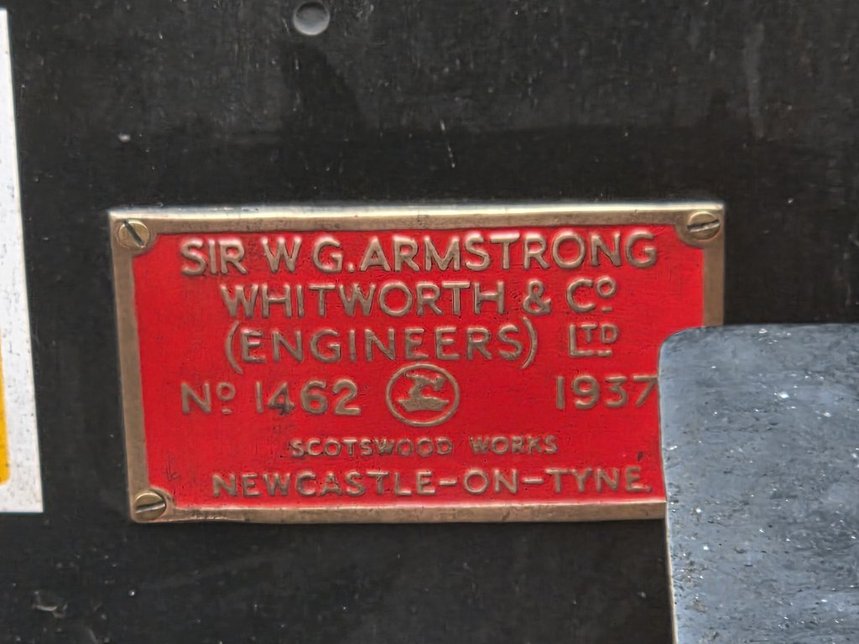 SIR W G. ARMSTRONG
WHITWORTH & Cº
(ENGINEERS) LTD
Nº 1462 1937
SCOTSWOOD WORKS
NEWCASTLE-ON-TYNE.